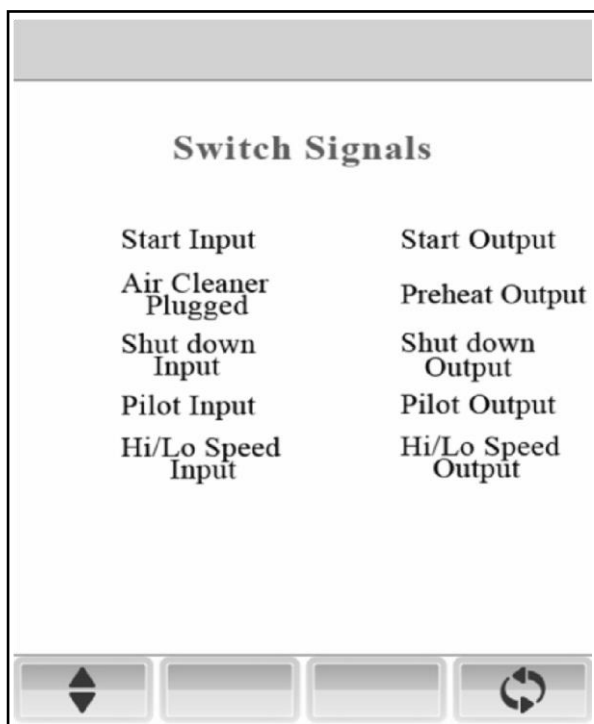 Switch Signals
Start Input
Start Output
Air Cleaner
Plugged
Preheat Output
Shut down
Input
Shut down
Output
Pilot Input
Pilot Output
Hi/Lo Speed
Input
Hi/Lo Speed
Output